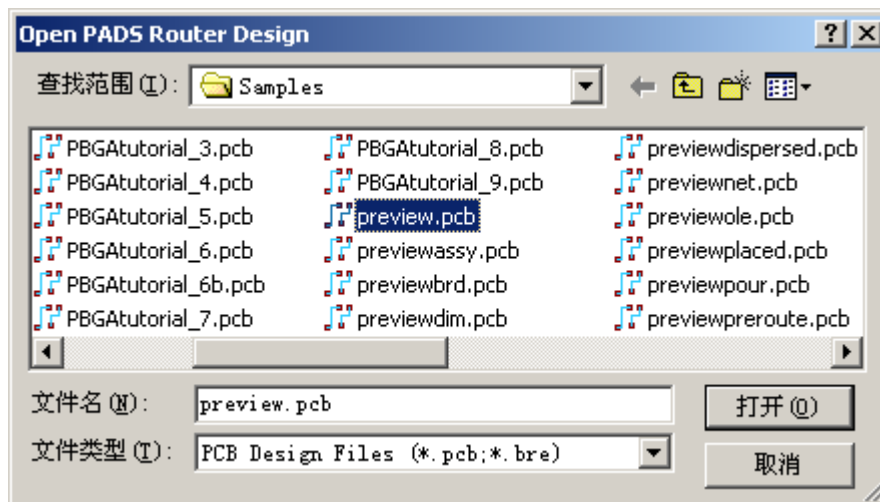 Open PADS Router Design
查找范围(I): Samples
PBGAtutorial_3.pcb PBGAtutorial_8.pcb previewdispersed.pcb
PBGAtutorial_4.pcb PBGAtutorial_9.pcb previewnet.pcb
PBGAtutorial_5.pcb preview.pcb previewole.pcb
PBGAtutorial_6.pcb previewassy.pcb previewplaced.pcb
PBGAtutorial_6b.pcb previewbrd.pcb previewpour.pcb
PBGAtutorial_7.pcb previewdim.pcb previewpreroute.pcb
文件名(N): preview.pcb 打开(O)
文件类型(T): PCB Design Files (*.pcb;*.bre) 取消